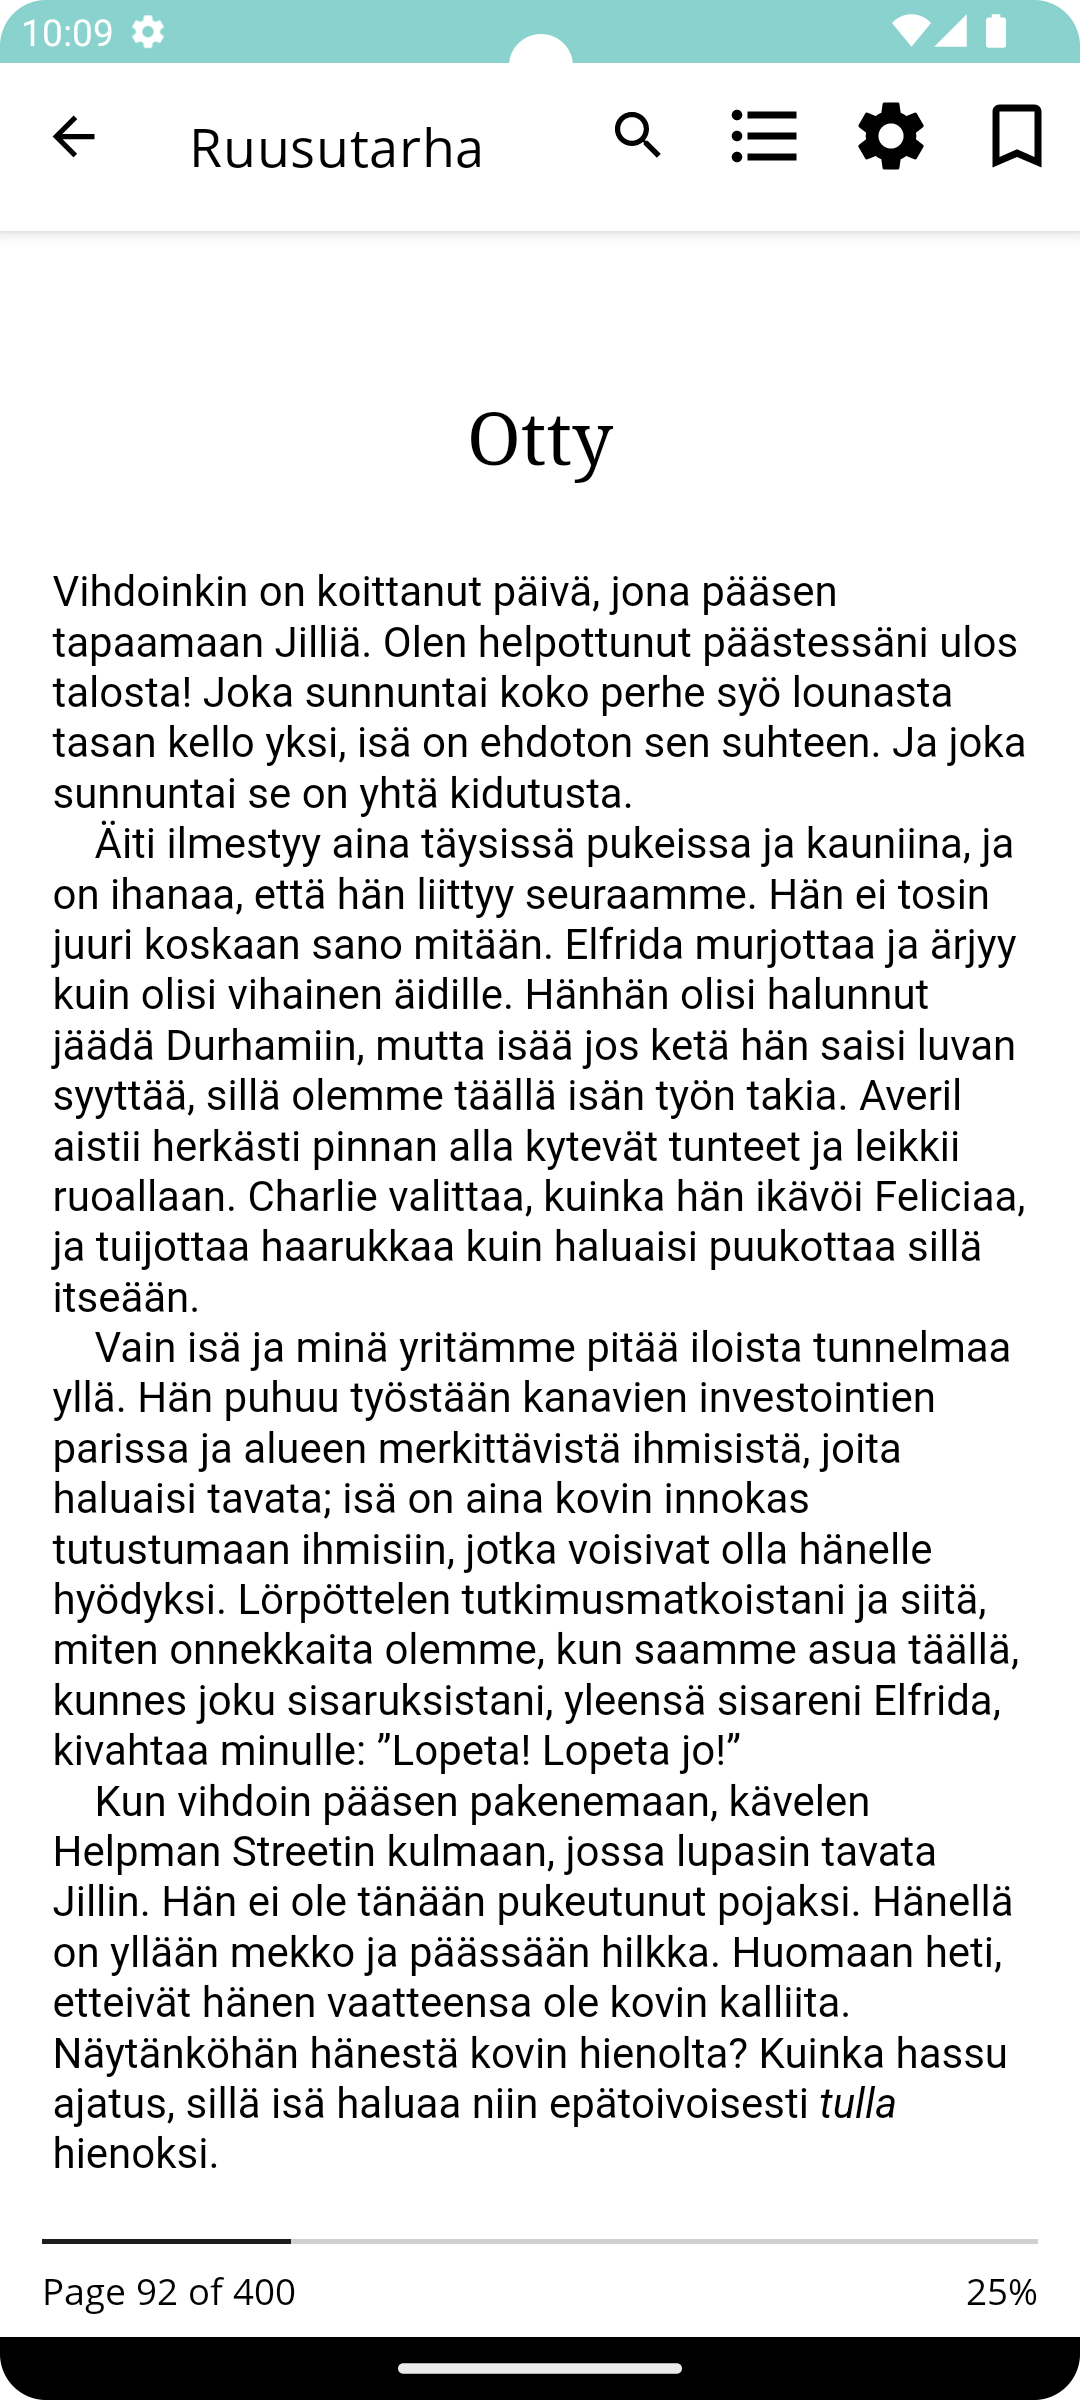 10:09
Ruusutarha
Otty
Vihdoinkin on koittanut päivä, jona pääsen
tapaamaan Jilliä. Olen helpottunut päästessäni ulos
talosta! Joka sunnuntai koko perhe syö lounasta
tasan kello yksi, isä on ehdoton sen suhteen. Ja joka
sunnuntai se on yhtä kidutusta.
Äiti ilmestyy aina täysissä pukeissa ja kauniina, ja
on ihanaa, että hän liittyy seuraamme. Hän ei tosin
juuri koskaan sano mitään. Elfrida murjottaa ja ärjyy
kuin olisi vihainen äidille. Hänhän olisi halunnut
jäädä Durhamiin, mutta isää jos ketä hän saisi luvan
syyttää, sillä olemme täällä isän työn takia. Averil
aistii herkästi pinnan alla kytevät tunteet ja leikkii
ruoallaan. Charlie valittaa, kuinka hän ikävöi Feliciaa,
ja tuijottaa haarukkaa kuin haluaisi puukottaa sillä
itseään.
Vain isä ja minä yritämme pitää iloista tunnelmaa
yllä. Hän puhuu työstään kanavien investointien
parissa ja alueen merkittävistä ihmisistä, joita
haluaisi tavata; isä on aina kovin innokas
tutustumaan ihmisiin, jotka voisivat olla hänelle
hyödyksi. Lörpöttelen tutkimusmatkoistani ja siitä,
miten onnekkaita olemme, kun saamme asua täällä,
kunnes joku sisaruksistani, yleensä sisareni Elfrida,
kivahtaa minulle: ”Lopeta! Lopeta jo!”
Kun vihdoin pääsen pakenemaan, kävelen
Helpman Streetin kulmaan, jossa lupasin tavata
Jillin. Hän ei ole tänään pukeutunut pojaksi. Hänellä
on yllään mekko ja päässään hilkka. Huomaan heti,
etteivät hänen vaatteensa ole kovin kalliita.
Näytänköhän hänestä kovin hienolta? Kuinka hassu
ajatus, sillä isä haluaa niin epätoivoisesti tulla
hienoksi.
Page 92 of 400
25%